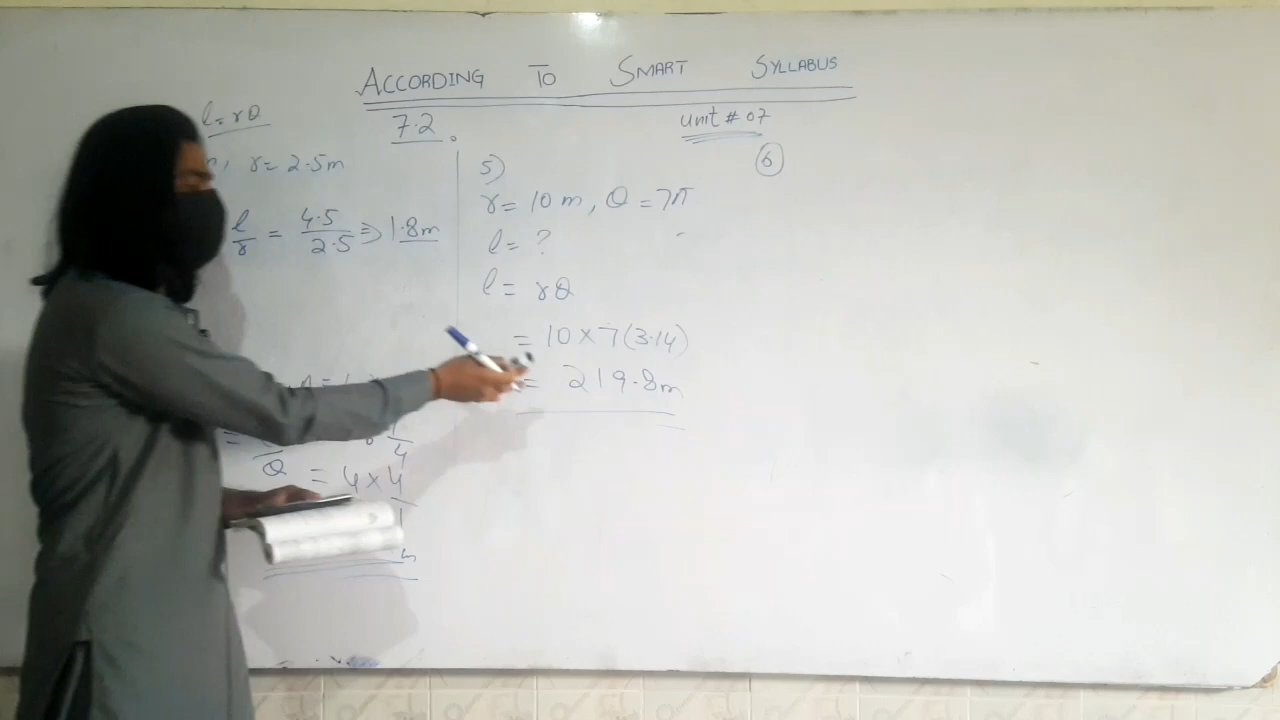 ACCORDING TO SMART SYLLABUS
7.2
unit # 07
l = rθ
r = 2.5m
l/r = 4.5/2.5 ⇒ 1.8m
= 4 × 4
5)
r = 10 m, θ = 7π
l = ?
l = rθ
= 10 × 7 (3.14)
= 219.8m
6